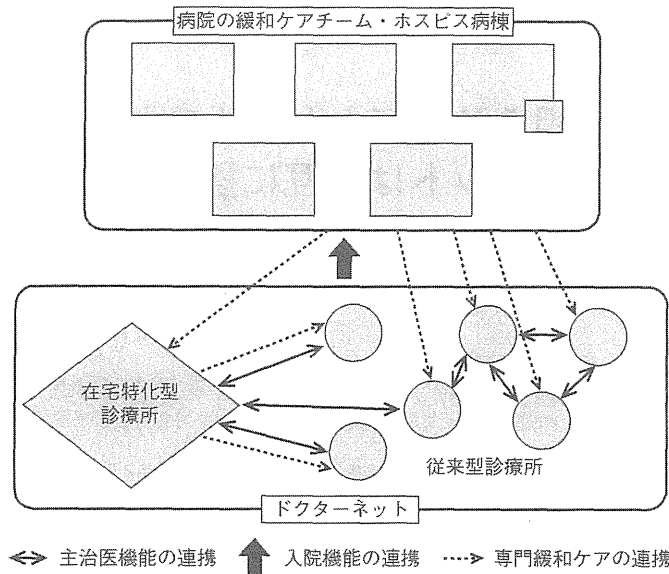 病院の緩和ケアチーム・ホスピス病棟
在宅特化型
診療所
従来型診療所
ドクターネット
主治医機能の連携
入院機能の連携
専門緩和ケアの連携